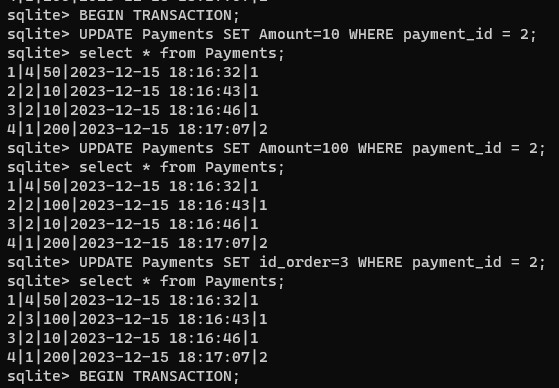 sqlite> BEGIN TRANSACTION;
sqlite> UPDATE Payments SET Amount=10 WHERE payment_id = 2;
sqlite> select * from Payments;
1|4|50|2023-12-15 18:16:32|1
2|2|10|2023-12-15 18:16:43|1
3|2|10|2023-12-15 18:16:46|1
4|1|200|2023-12-15 18:17:07|2
sqlite> UPDATE Payments SET Amount=100 WHERE payment_id = 2;
sqlite> select * from Payments;
1|4|50|2023-12-15 18:16:32|1
2|2|100|2023-12-15 18:16:43|1
3|2|10|2023-12-15 18:16:46|1
4|1|200|2023-12-15 18:17:07|2
sqlite> UPDATE Payments SET id_order=3 WHERE payment_id = 2;
sqlite> select * from Payments;
1|4|50|2023-12-15 18:16:32|1
2|3|100|2023-12-15 18:16:43|1
3|2|10|2023-12-15 18:16:46|1
4|1|200|2023-12-15 18:17:07|2
sqlite> BEGIN TRANSACTION;